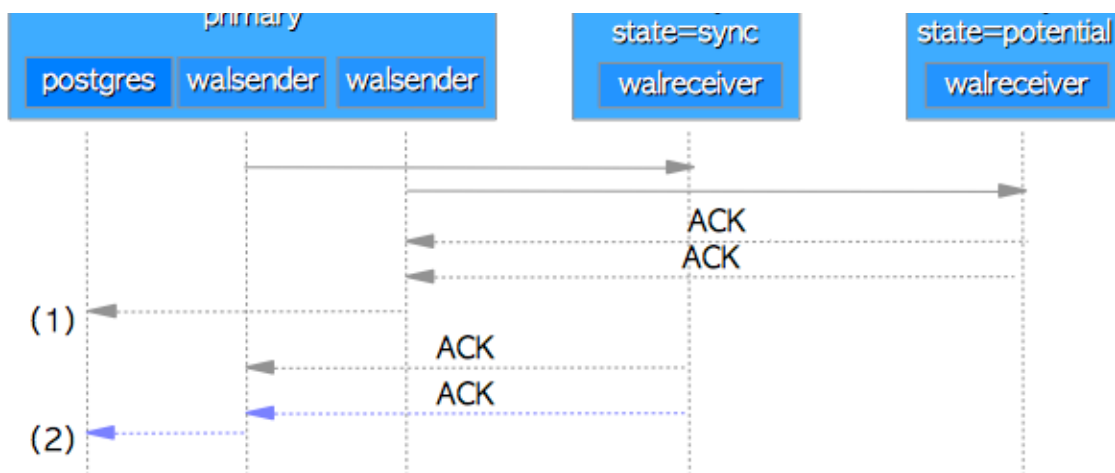 primary
state=sync
state=potential
postgres walsender walsender
walreceiver
walreceiver
ACK
ACK
(1)
ACK
ACK
(2)